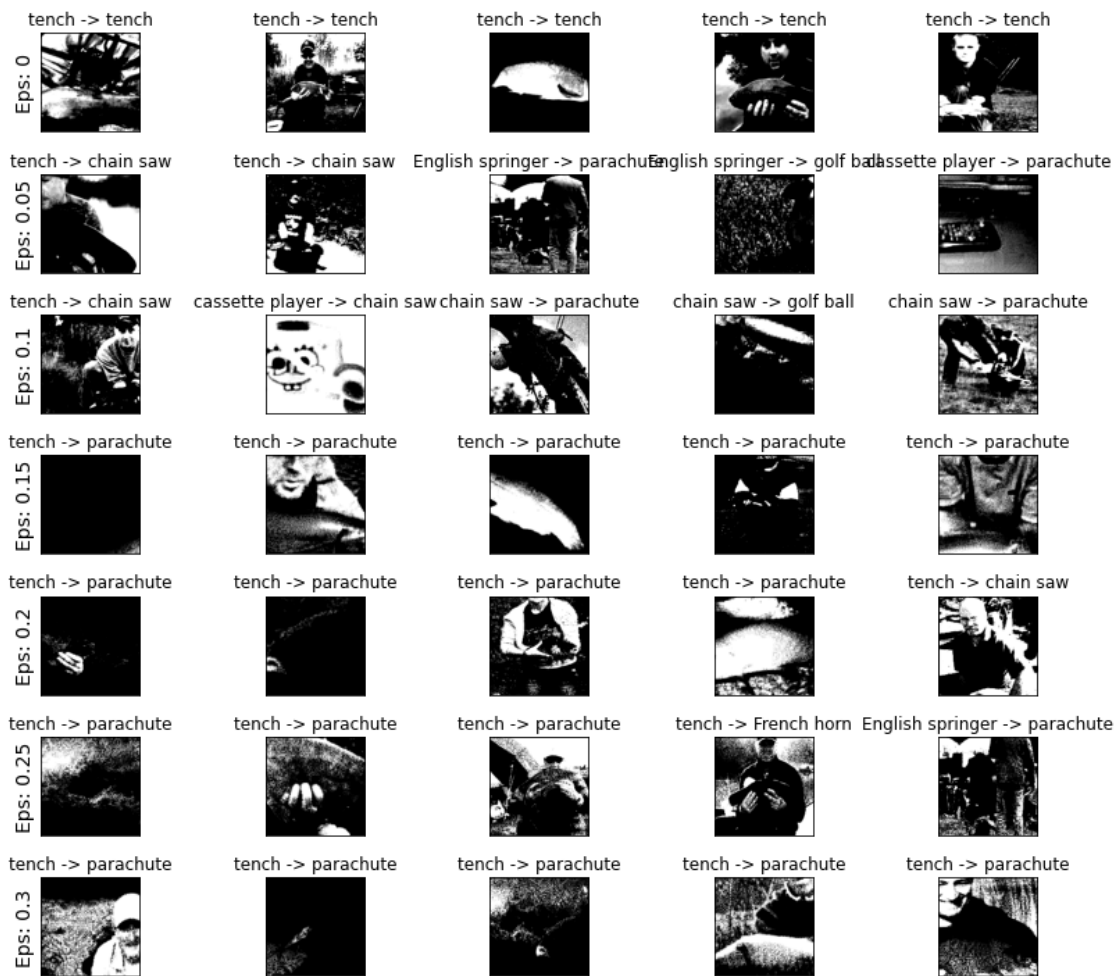 tench -> tench
tench -> tench
tench -> tench
tench -> tench
tench -> tench
Eps: 0
tench -> chain saw
tench -> chain saw
English springer -> parachute
English springer -> golf ball
cassette player -> parachute
Eps: 0.05
tench -> chain saw
cassette player -> chain saw
chain saw -> parachute
chain saw -> golf ball
chain saw -> parachute
Eps: 0.1
tench -> parachute
tench -> parachute
tench -> parachute
tench -> parachute
tench -> parachute
Eps: 0.15
tench -> parachute
tench -> parachute
tench -> parachute
tench -> parachute
tench -> chain saw
Eps: 0.2
tench -> parachute
tench -> parachute
tench -> parachute
tench -> French horn
English springer -> parachute
Eps: 0.25
tench -> parachute
tench -> parachute
tench -> parachute
tench -> parachute
tench -> parachute
Eps: 0.3